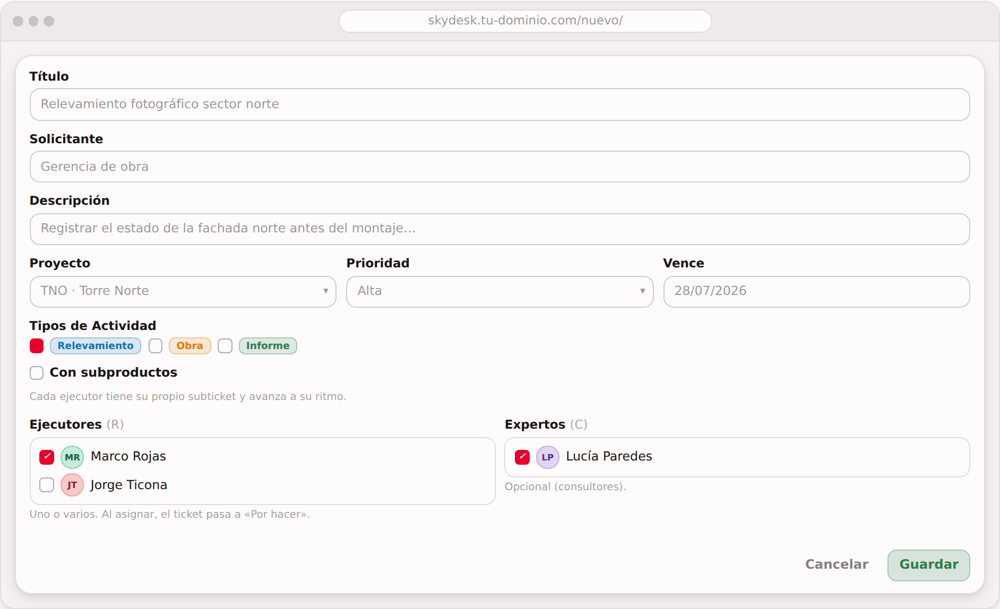 skydesk.tu-dominio.com/nuevo/
Título
Relevamiento fotográfico sector norte
Solicitante
Gerencia de obra
Descripción
Registrar el estado de la fachada norte antes del montaje...
Proyecto Prioridad Vence
TNO · Torre Norte ▾ Alta ▾ 28/07/2026
Tipos de Actividad
Relevamiento Obra Informe
Con subproductos
Cada ejecutor tiene su propio subticket y avanza a su ritmo.
Ejecutores (R) Expertos (C)
✓ MR Marco Rojas ✓ LP Lucía Paredes
JT Jorge Ticona
Opcional (consultores).
Uno o varios. Al asignar, el ticket pasa a «Por hacer».
Cancelar Guardar